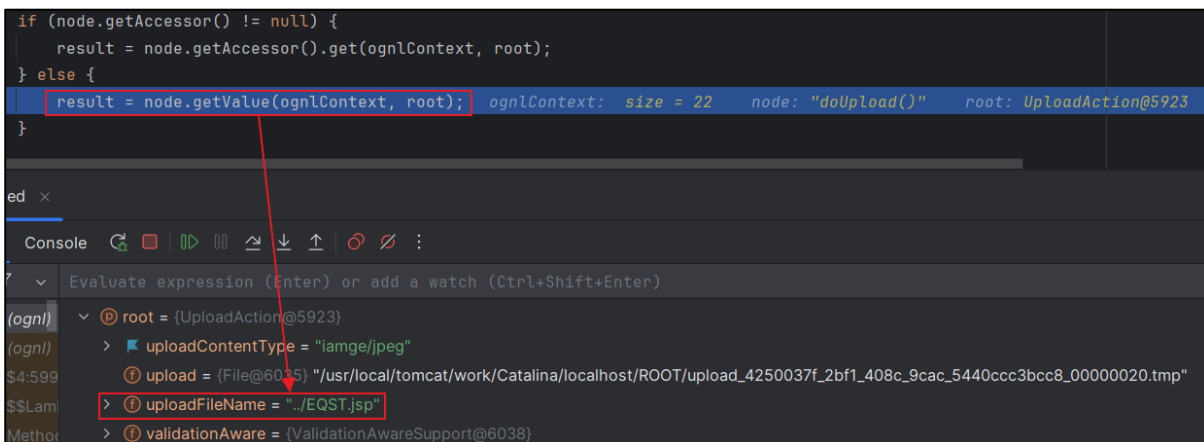 if (node.getAccessor() != null) {
result = node.getAccessor().get(ognlContext, root);
} else {
result = node.getValue(ognlContext, root); ognlContext: size = 22 node: "doUpload()" root: UploadAction@5923
}
ed ×
Console
Evaluate expression (Enter) or add a watch (Ctrl+Shift+Enter)
(ognl) root = {UploadAction@5923}
(ognl) uploadContentType = "iamge/jpeg"
$4:599 upload = {File@6035} "/usr/local/tomcat/work/Catalina/localhost/ROOT/upload_4250037f_2bf1_408c_9cac_5440ccc3bcc8_00000020.tmp"
$$Lam uploadFileName = "../EQST.jsp"
Method validationAware = {ValidationAwareSupport@6038}